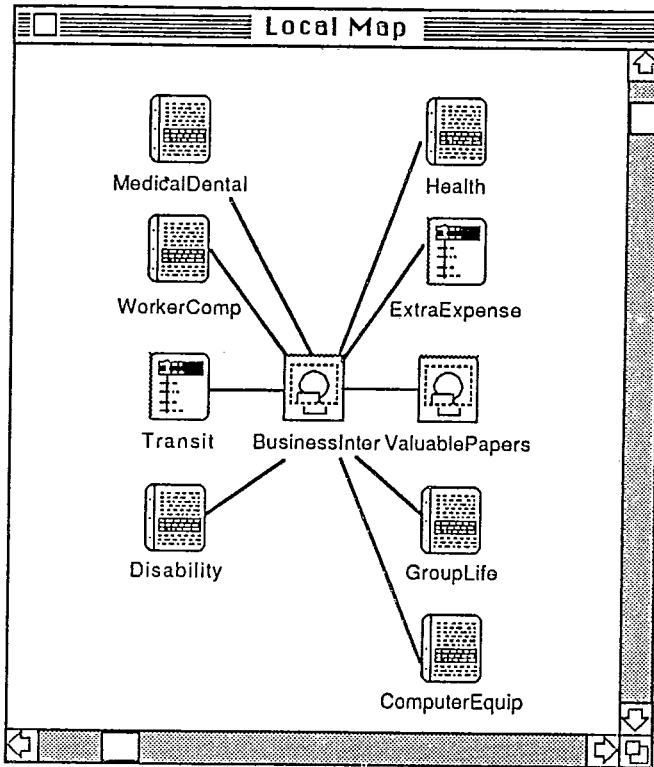 Local Map
MedicalDental
Health
WorkerComp
ExtraExpense
Transit
BusinessInter
ValuablePapers
Disability
GroupLife
ComputerEquip